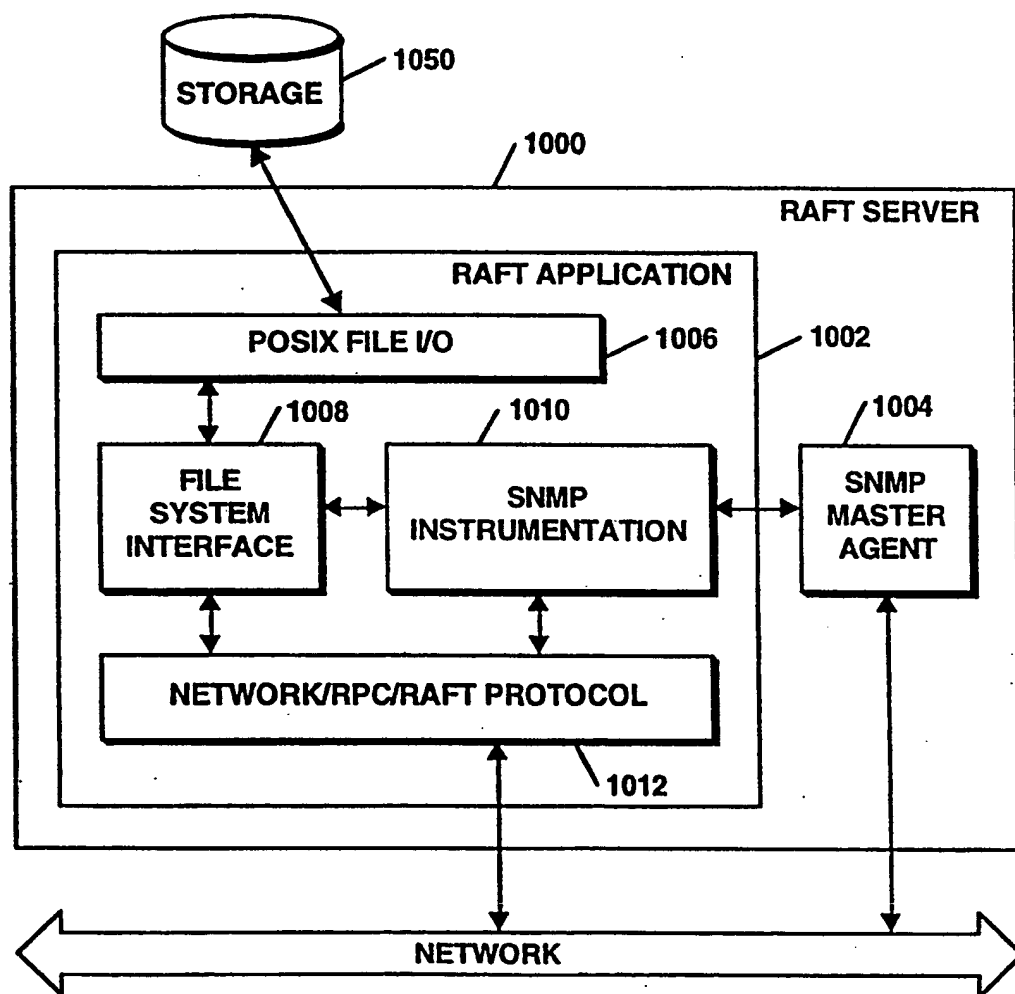 STORAGE
1050
1000
RAFT SERVER
RAFT APPLICATION
POSIX FILE I/O
1006
1002
1008
1010
1004
FILE
SYSTEM
INTERFACE
SNMP
INSTRUMENTATION
SNMP
MASTER
AGENT
NETWORK/RPC/RAFT PROTOCOL
1012
NETWORK